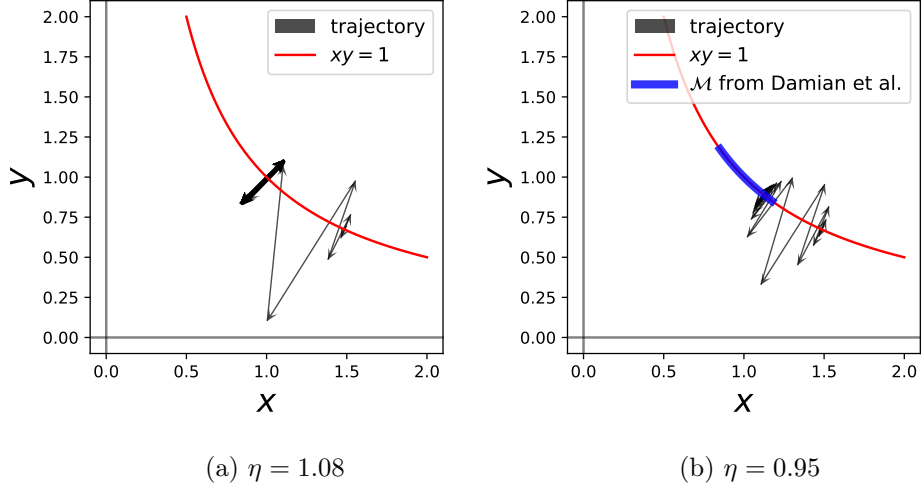 2.00
1.75
1.50
1.25
1.00
0.75
0.50
0.25
0.00
0.0 0.5 1.0 1.5 2.0
x
y
trajectory
xy = 1
2.00
1.75
1.50
1.25
1.00
0.75
0.50
0.25
0.00
0.0 0.5 1.0 1.5 2.0
x
y
trajectory
xy = 1
ℳ from Damian et al.
(a) η = 1.08
(b) η = 0.95